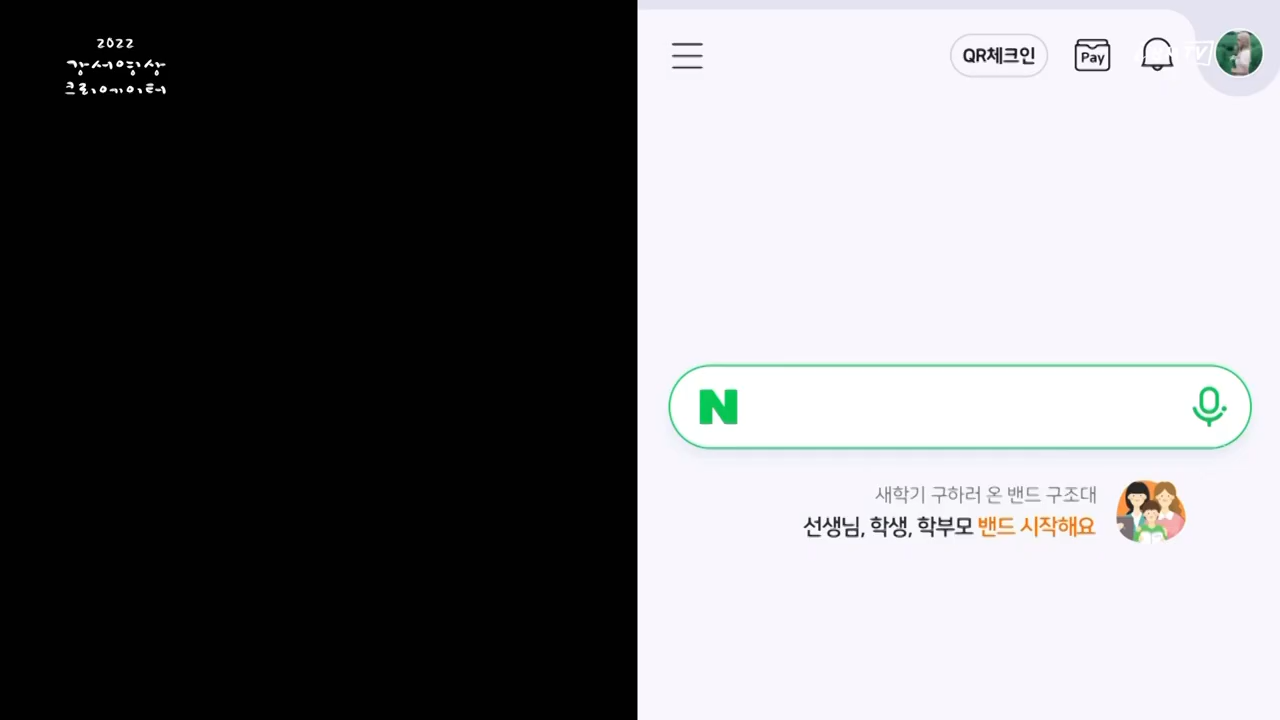 2022
강서영상
크리에이터
QR체크인
Pay
TV
N
새학기 구하러 온 밴드 구조대
선생님, 학생, 학부모 밴드 시작해요